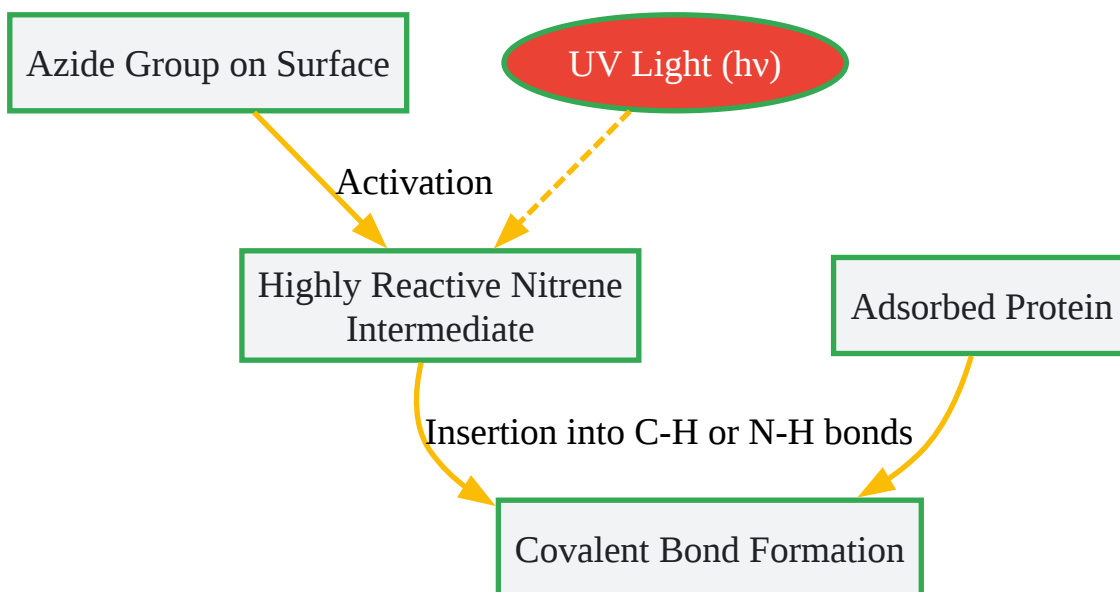 Azide Group on Surface
UV Light (hν)
Activation
Highly Reactive Nitrene
Intermediate
Adsorbed Protein
Insertion into C-H or N-H bonds
Covalent Bond Formation